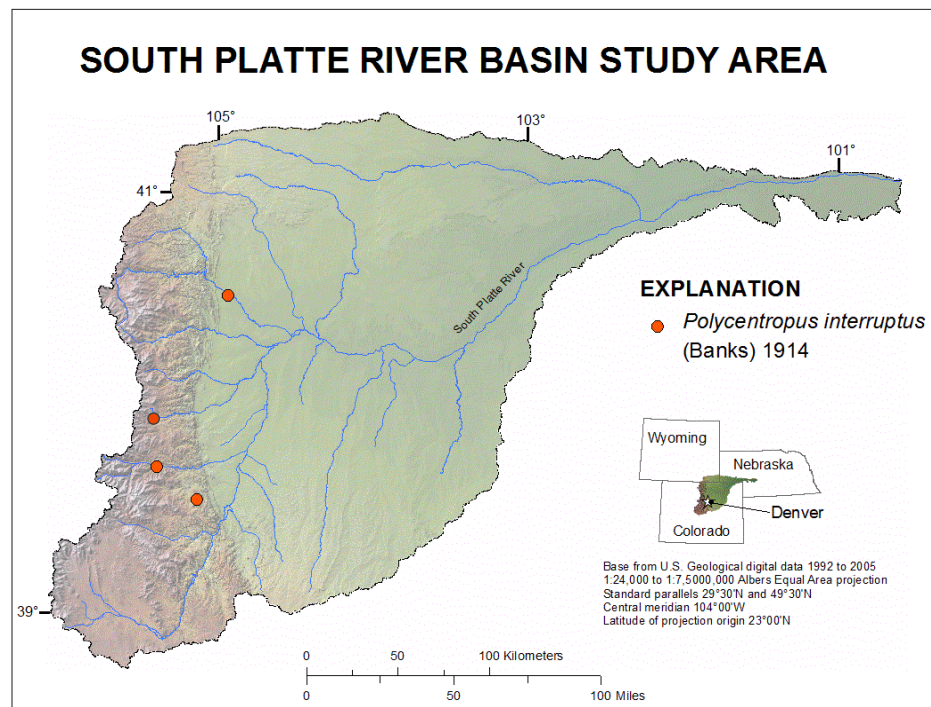 SOUTH PLATTE RIVER BASIN STUDY AREA
105°
103°
101°
41°
South Platte River
EXPLANATION
Polycentropus interruptus
(Banks) 1914
Wyoming
Nebraska
Denver
Colorado
Base from U.S. Geological digital data 1992 to 2005
1:24,000 to 1:7,5000,000 Albers Equal Area projection
Standard parallels 29°30'N and 49°30'N
Central meridian 104°00'W
Latitude of projection origin 23°00'N
39°
0 50 100 Kilometers
0 50 100 Miles